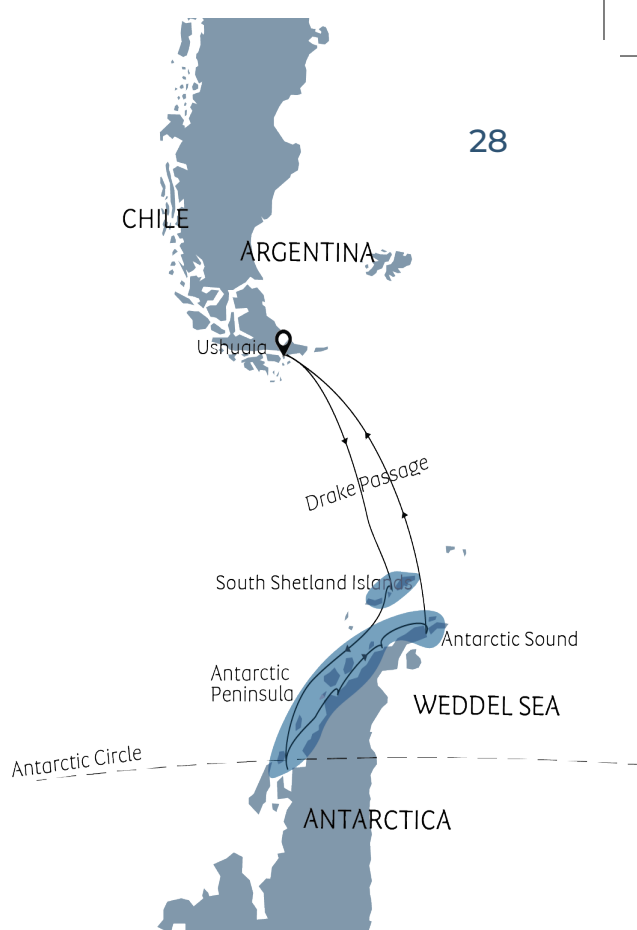 28
CHILE
ARGENTINA
Ushuaia
Drake Passage
South Shetland Islands
Antarctic Sound
Antarctic
Peninsula
WEDDEL SEA
Antarctic Circle
ANTARCTICA